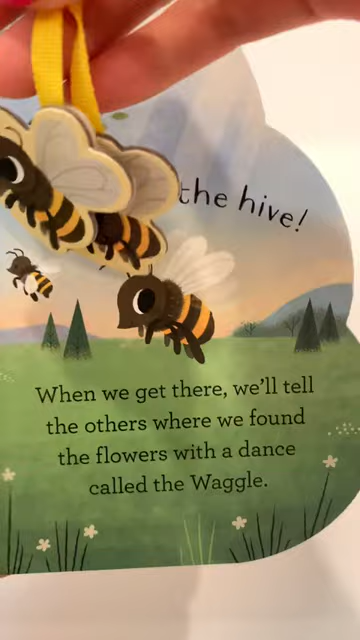 the hive!
When we get there, we'll tell
the others where we found
the flowers with a dance
called the Waggle.